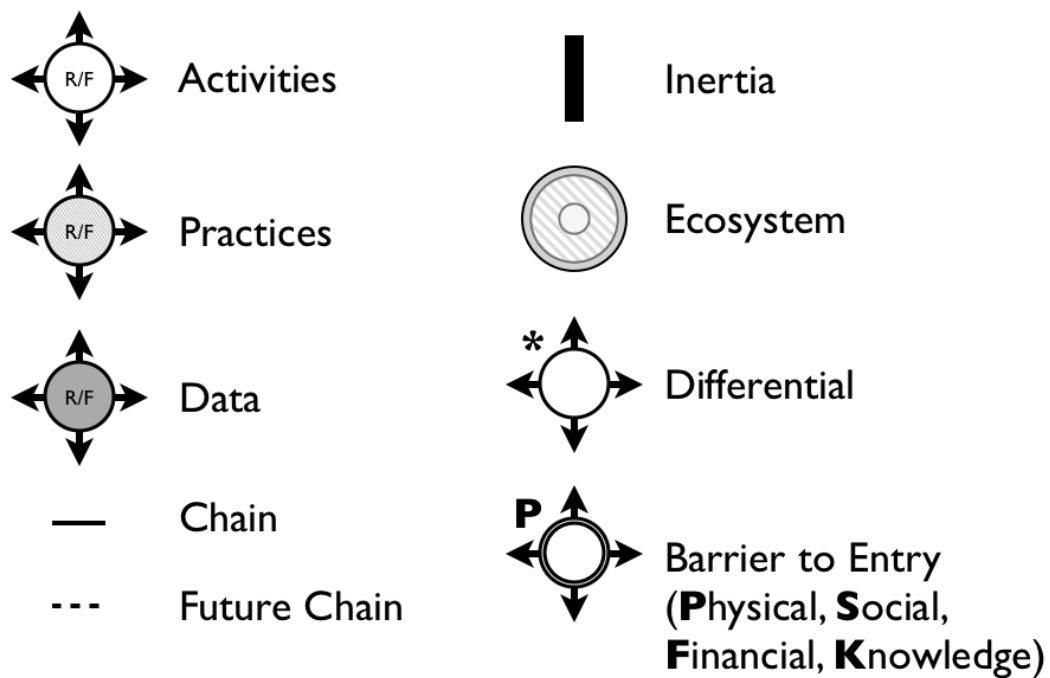 R/F Activities
R/F Practices
R/F Data
Chain
Future Chain
Inertia
Ecosystem
* Differential
P Barrier to Entry
(Physical, Social,
Financial, Knowledge)